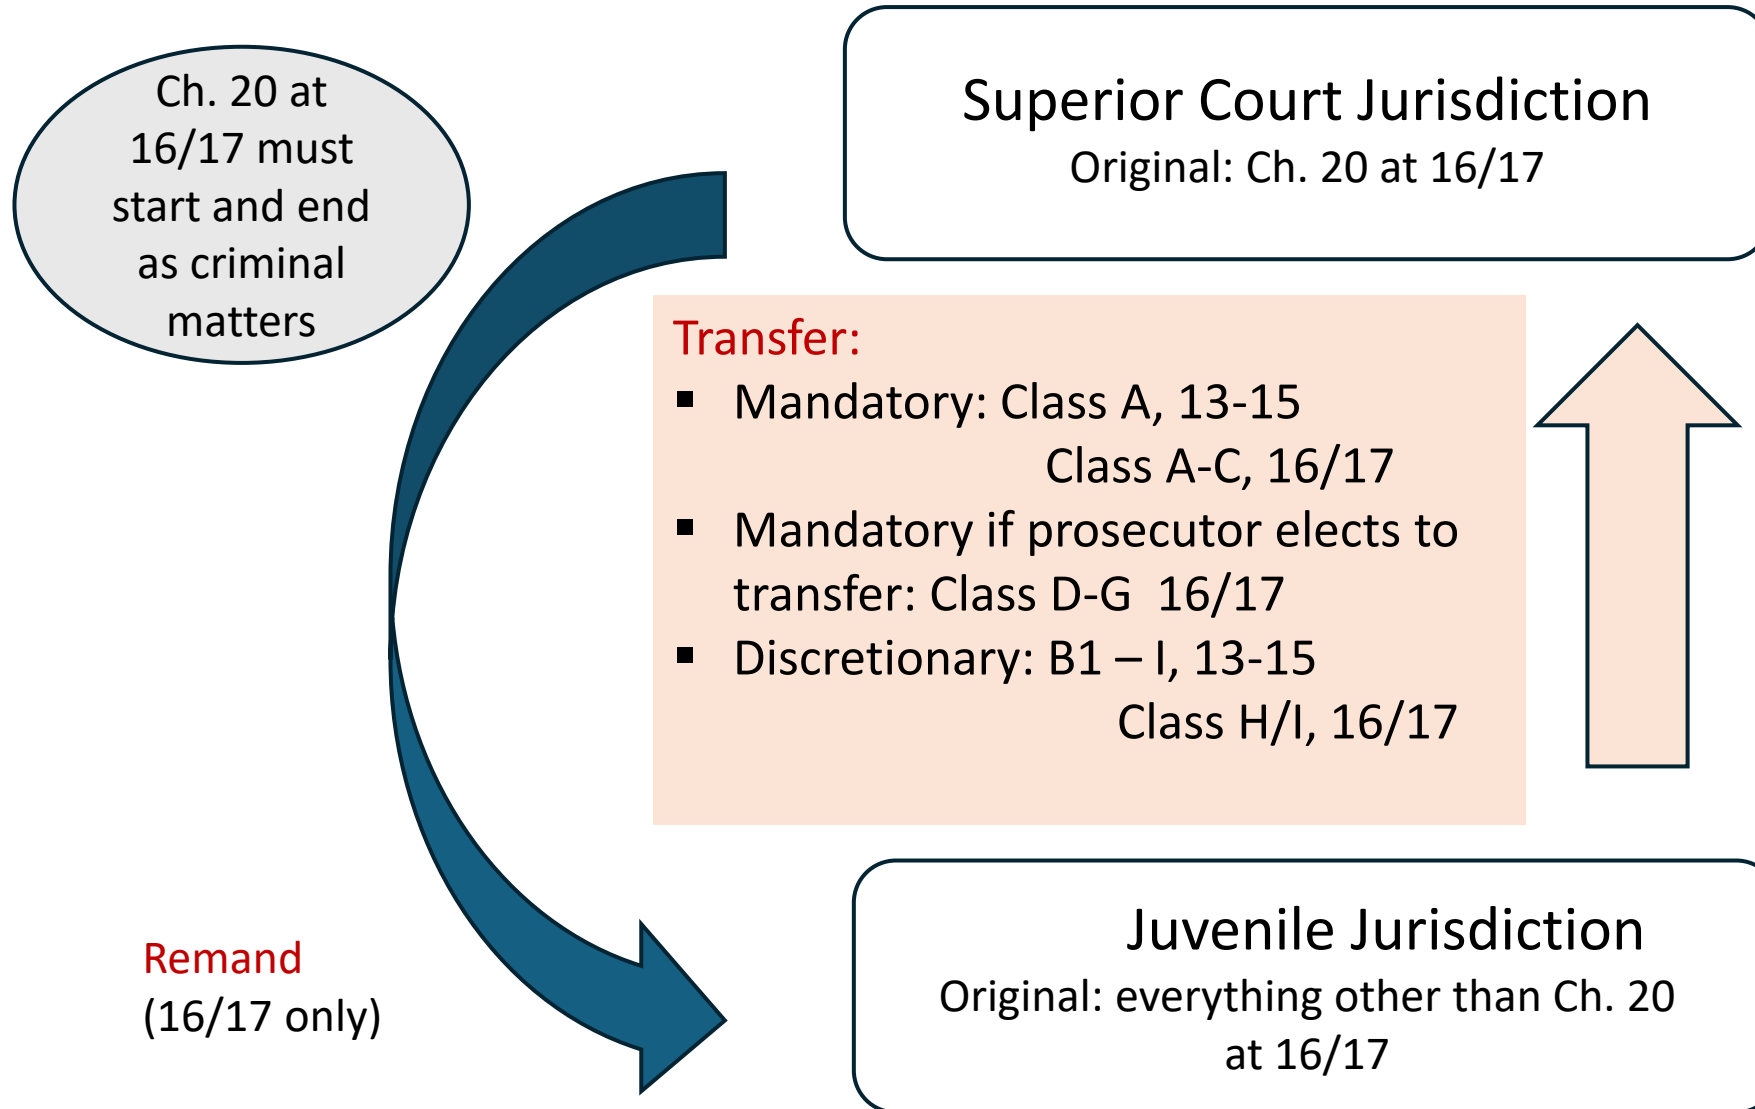 Ch. 20 at
16/17 must
start and end
as criminal
matters
Superior Court Jurisdiction
Original: Ch. 20 at 16/17
Transfer:
▪ Mandatory: Class A, 13-15
Class A-C, 16/17
▪ Mandatory if prosecutor elects to
transfer: Class D-G  16/17
▪ Discretionary: B1 – I, 13-15
Class H/I, 16/17
Remand
(16/17 only)
Juvenile Jurisdiction
Original: everything other than Ch. 20
at 16/17